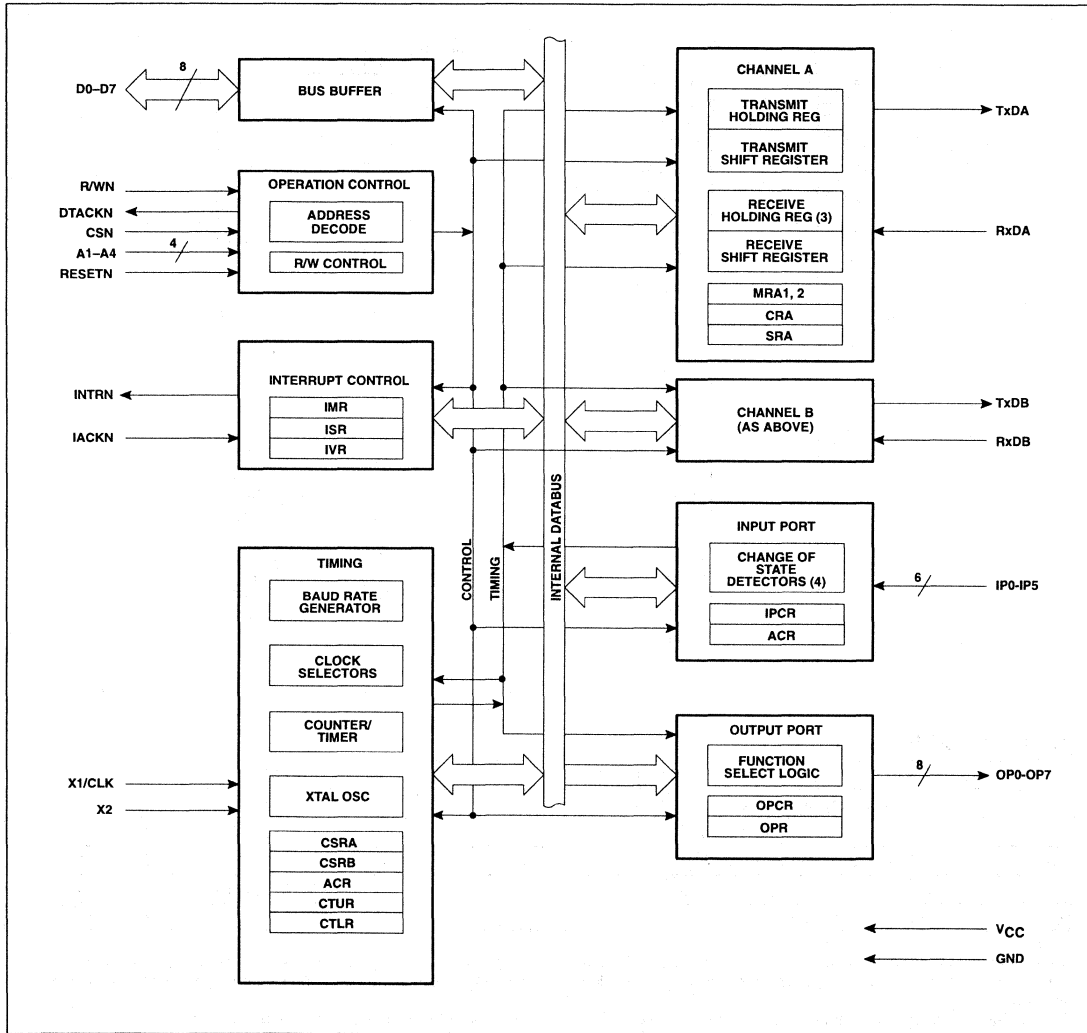 D0–D7
8
BUS BUFFER
R/WN
DTACKN
CSN
A1–A4
4
RESETN
OPERATION CONTROL
ADDRESS
DECODE
R/W CONTROL
INTRN
IACKN
INTERRUPT CONTROL
IMR
ISR
IVR
TIMING
BAUD RATE
GENERATOR
CLOCK
SELECTORS
COUNTER/
TIMER
X1/CLK
X2
XTAL OSC
CSRA
CSRB
ACR
CTUR
CTLR
CONTROL
TIMING
INTERNAL DATABUS
CHANNEL A
TRANSMIT
HOLDING REG
TRANSMIT
SHIFT REGISTER
RECEIVE
HOLDING REG (3)
RECEIVE
SHIFT REGISTER
MRA1, 2
CRA
SRA
TxDA
RxDA
CHANNEL B
(AS ABOVE)
TxDB
RxDB
INPUT PORT
CHANGE OF
STATE
DETECTORS (4)
IPCR
ACR
6
IP0-IP5
OUTPUT PORT
FUNCTION
SELECT LOGIC
OPCR
OPR
8
OP0-OP7
VCC
GND